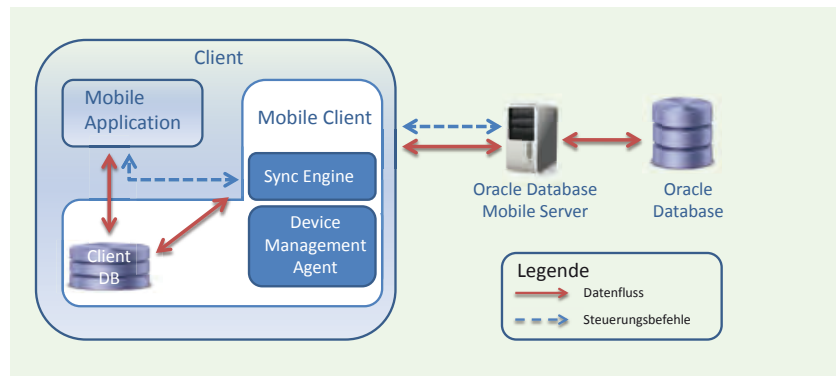 Client
Mobile
Application
Mobile Client
Sync Engine
Device
Management
Agent
Client
DB
Oracle Database
Mobile Server
Oracle
Database
Legende
Datenfluss
Steuerungsbefehle